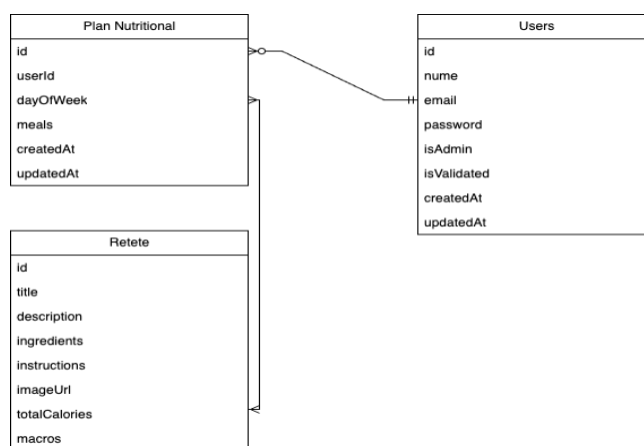 Plan Nutritional
id
userId
dayOfWeek
meals
createdAt
updatedAt
Users
id
nume
email
password
isAdmin
isValidated
createdAt
updatedAt
Retete
id
title
description
ingredients
instructions
imageUrl
totalCalories
macros